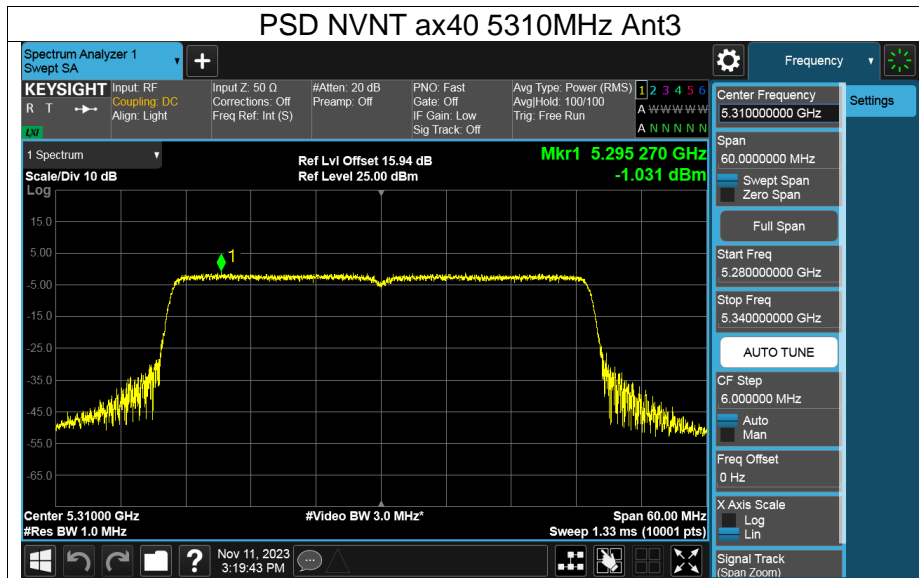 PSD NVNT ax40 5310MHz Ant3
Spectrum Analyzer 1
Swept SA
+
Frequency
KEYSIGHT
R T
LXI
Input: RF
Coupling: DC
Align: Light
Input Z: 50 Ω
Corrections: Off
Freq Ref: Int (S)
#Atten: 20 dB
Preamp: Off
PNO: Fast
Gate: Off
IF Gain: Low
Sig Track: Off
Avg Type: Power (RMS)
Avg|Hold: 100/100
Trig: Free Run
1 2 3 4 5 6
A W W W W W
A N N N N N
1 Spectrum
Scale/Div 10 dB
Log
Ref Lvl Offset 15.94 dB
Ref Level 25.00 dBm
Mkr1 5.295 270 GHz
-1.031 dBm
15.0
5.00
-5.00
-15.0
-25.0
-35.0
-45.0
-55.0
-65.0
1
Center 5.31000 GHz
#Res BW 1.0 MHz
#Video BW 3.0 MHz*
Span 60.00 MHz
Sweep 1.33 ms (10001 pts)
Center Frequency
5.310000000 GHz
Settings
Span
60.0000000 MHz
Swept Span
Zero Span
Full Span
Start Freq
5.280000000 GHz
Stop Freq
5.340000000 GHz
AUTO TUNE
CF Step
6.000000 MHz
Auto
Man
Freq Offset
0 Hz
X Axis Scale
Log
Lin
Signal Track
(Span Zoom)
?
Nov 11, 2023
3:19:43 PM